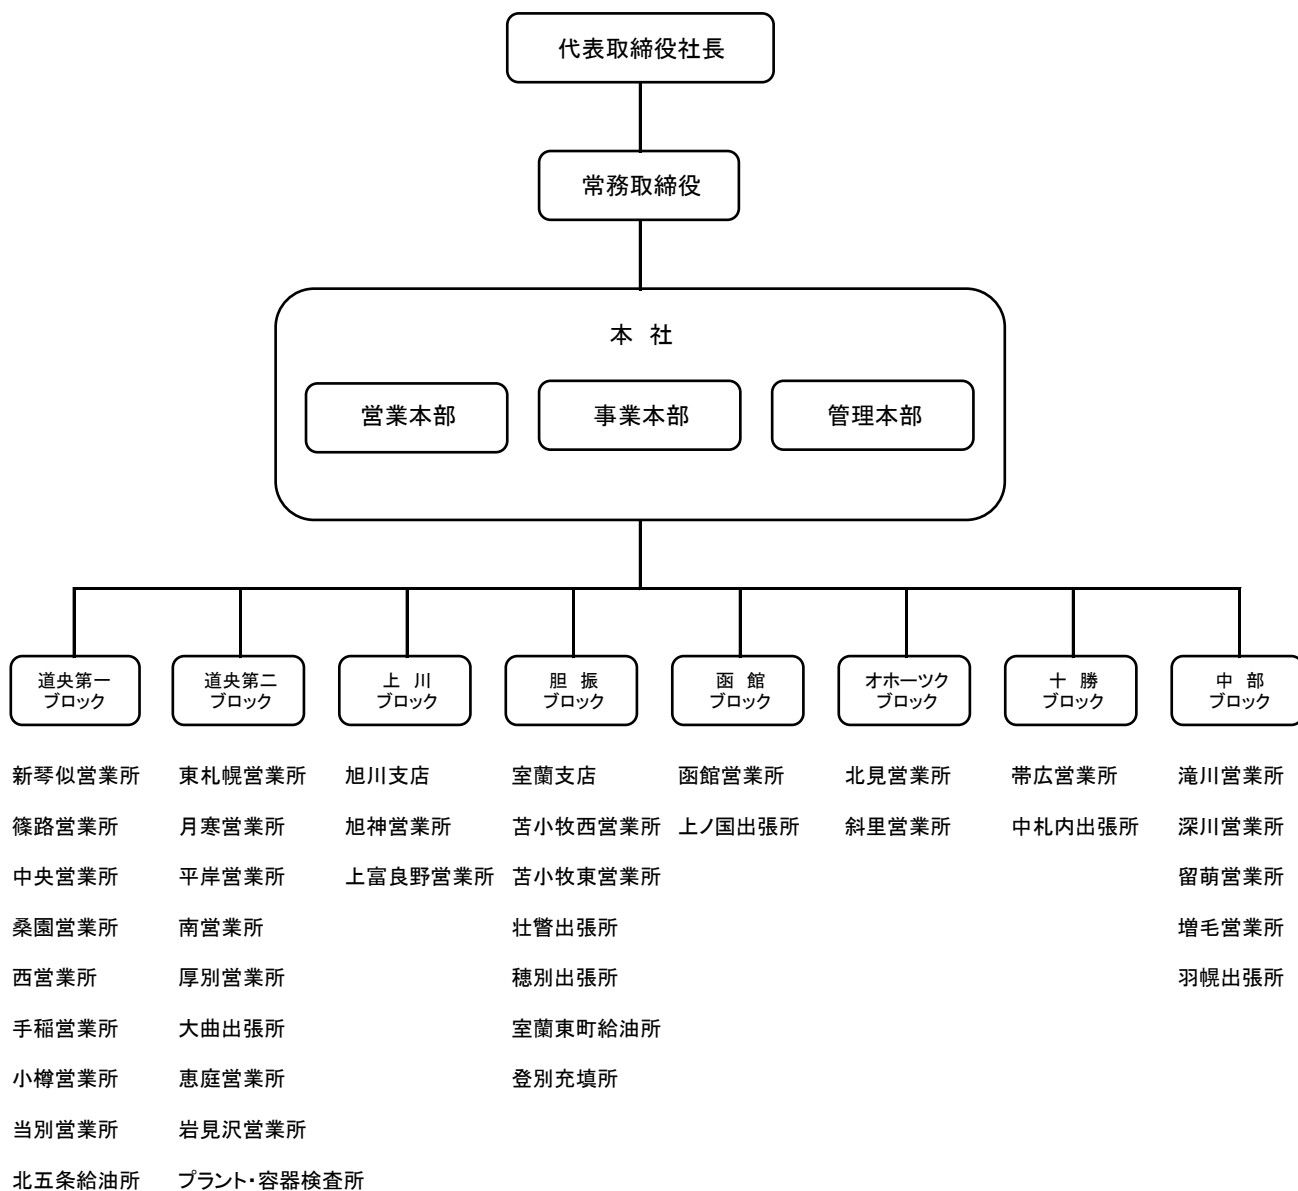 代表取締役社長
常務取締役
本 社
営業本部
事業本部
管理本部
道央第一
ブロック
新琴似営業所
篠路営業所
中央営業所
桑園営業所
西営業所
手稲営業所
小樽営業所
当別営業所
北五条給油所
道央第二
ブロック
東札幌営業所
月寒営業所
平岸営業所
南営業所
厚別営業所
大曲出張所
恵庭営業所
岩見沢営業所
プラント・容器検査所
上 川
ブロック
旭川支店
旭神営業所
上富良野営業所
胆 振
ブロック
室蘭支店
苫小牧西営業所
苫小牧東営業所
壮瞥出張所
穂別出張所
室蘭東町給油所
登別充填所
函 館
ブロック
函館営業所
上ノ国出張所
オホーツク
ブロック
北見営業所
斜里営業所
十 勝
ブロック
帯広営業所
中札内出張所
中 部
ブロック
滝川営業所
深川営業所
留萌営業所
増毛営業所
羽幌出張所